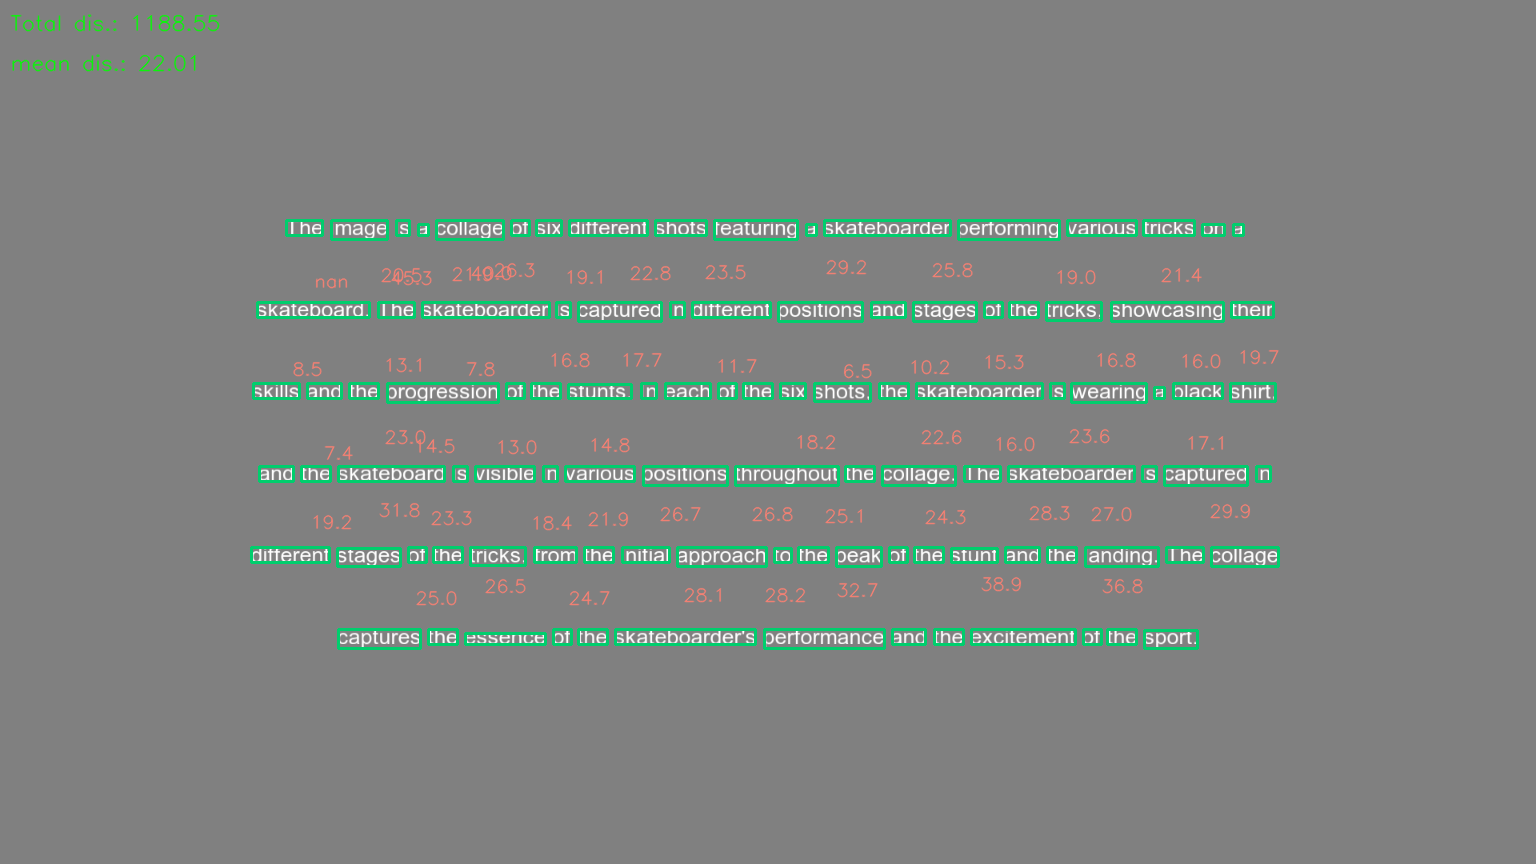 Total dis.: 1188.55
mean dis.: 22.01
The mage s a collage of six different shots featuring a skateboarder performing various tricks on a
nan 20.5 45.3 26.3 19.1 22.8 23.5 29.2 25.8 19.0 21.4
skateboard. The skateboarder s captured n different positions and stages of the tricks, showcasing their
8.5 13.1 7.8 16.8 17.7 11.7 6.5 10.2 15.3 16.8 16.0 19.7
skills and the progression of the stunts. n each of the six shots, the skateboarder s wearing a black shirt,
7.4 23.0 14.5 13.0 14.8 18.2 22.6 16.0 23.6 17.1
and the skateboard s visible n various positions throughout the collage. The skateboarder s captured n
19.2 31.8 23.3 18.4 21.9 26.7 26.8 25.1 24.3 28.3 27.0 29.9
different stages of the tricks, from the nitial approach to the peak of the stunt and the anding. The collage
25.0 26.5 24.7 28.1 28.2 32.7 38.9 36.8
captures the essence of the skateboarder's performance and the excitement of the sport.